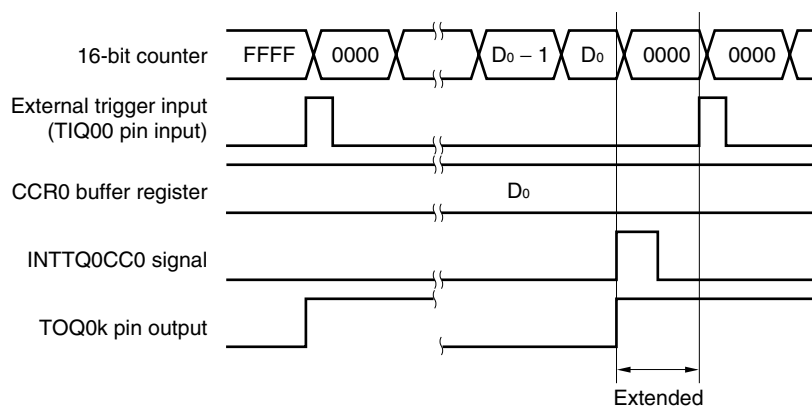 16-bit counter FFFF 0000 D₀ − 1 D₀ 0000 0000
External trigger input
(TIQ00 pin input)
CCR0 buffer register D₀
INTTQ0CC0 signal
TOQ0k pin output
Extended